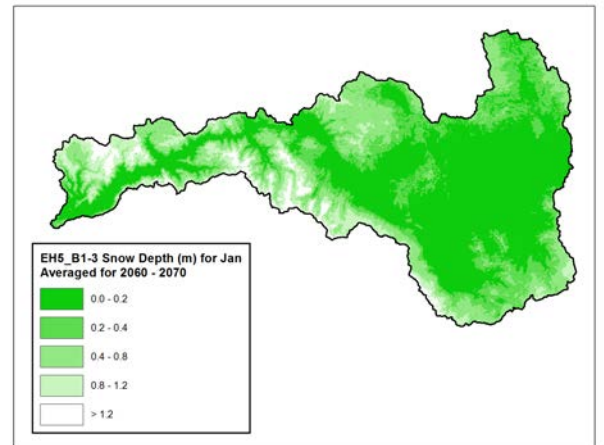 EH5_B1-3 Snow Depth (m) for Jan
Averaged for 2060 - 2070
0.0 - 0.2
0.2 - 0.4
0.4 - 0.8
0.8 - 1.2
> 1.2